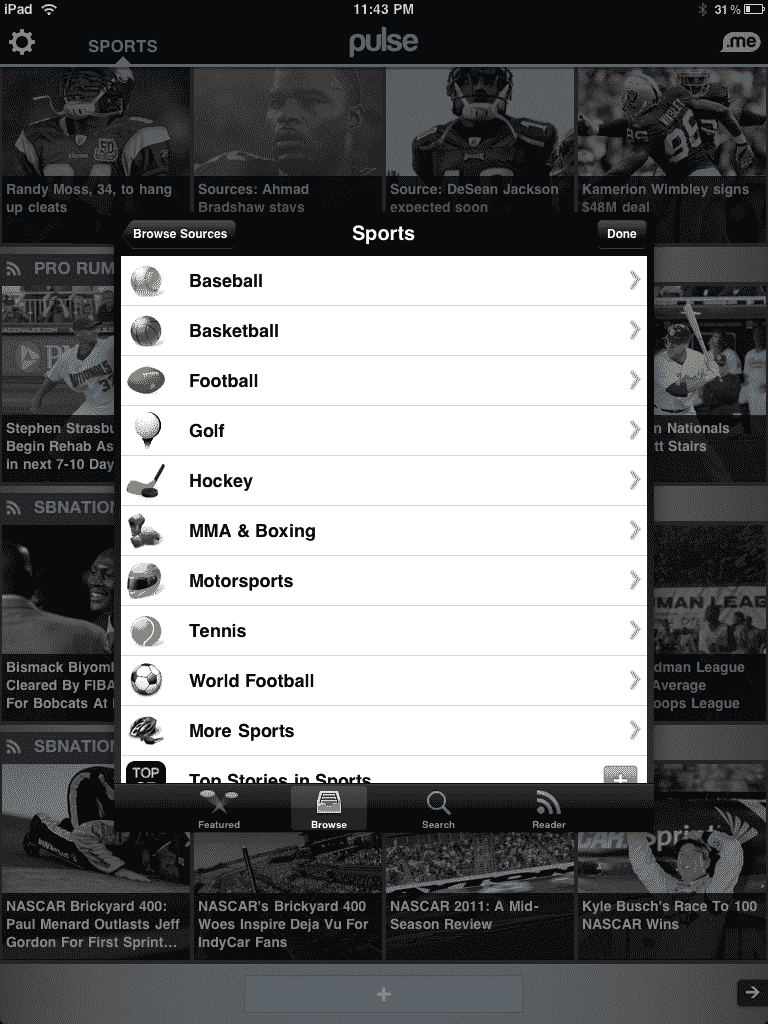 iPad
11:43 PM
31%
SPORTS
pulse
.me
Randy Moss, 34, to hang
up cleats
Sources: Ahmad
Bradshaw stays
Source: DeSean Jackson
expected soon
Kamerion Wimbley signs
$48M deal
Browse Sources
Sports
Done
PRO RUM
Baseball
Basketball
Football
Golf
Hockey
MMA & Boxing
Motorsports
Tennis
World Football
More Sports
TOP
Top Stories in Sports
Stephen Strasbu
Begin Rehab As
in next 7-10 Day
n Nationals
tt Stairs
SBNATIO
MAN LEAG
Bismack Biyom
Cleared By FIBA
For Bobcats At
dman League
Average
oops League
SBNATIO
Featured
Browse
Search
Reader
NASCAR Brickyard 400:
Paul Menard Outlasts Jeff
Gordon For First Sprint...
NASCAR's Brickyard 400
Woes Inspire Deja Vu For
IndyCar Fans
NASCAR 2011: A Mid-
Season Review
Kyle Busch's Race To 100
NASCAR Wins